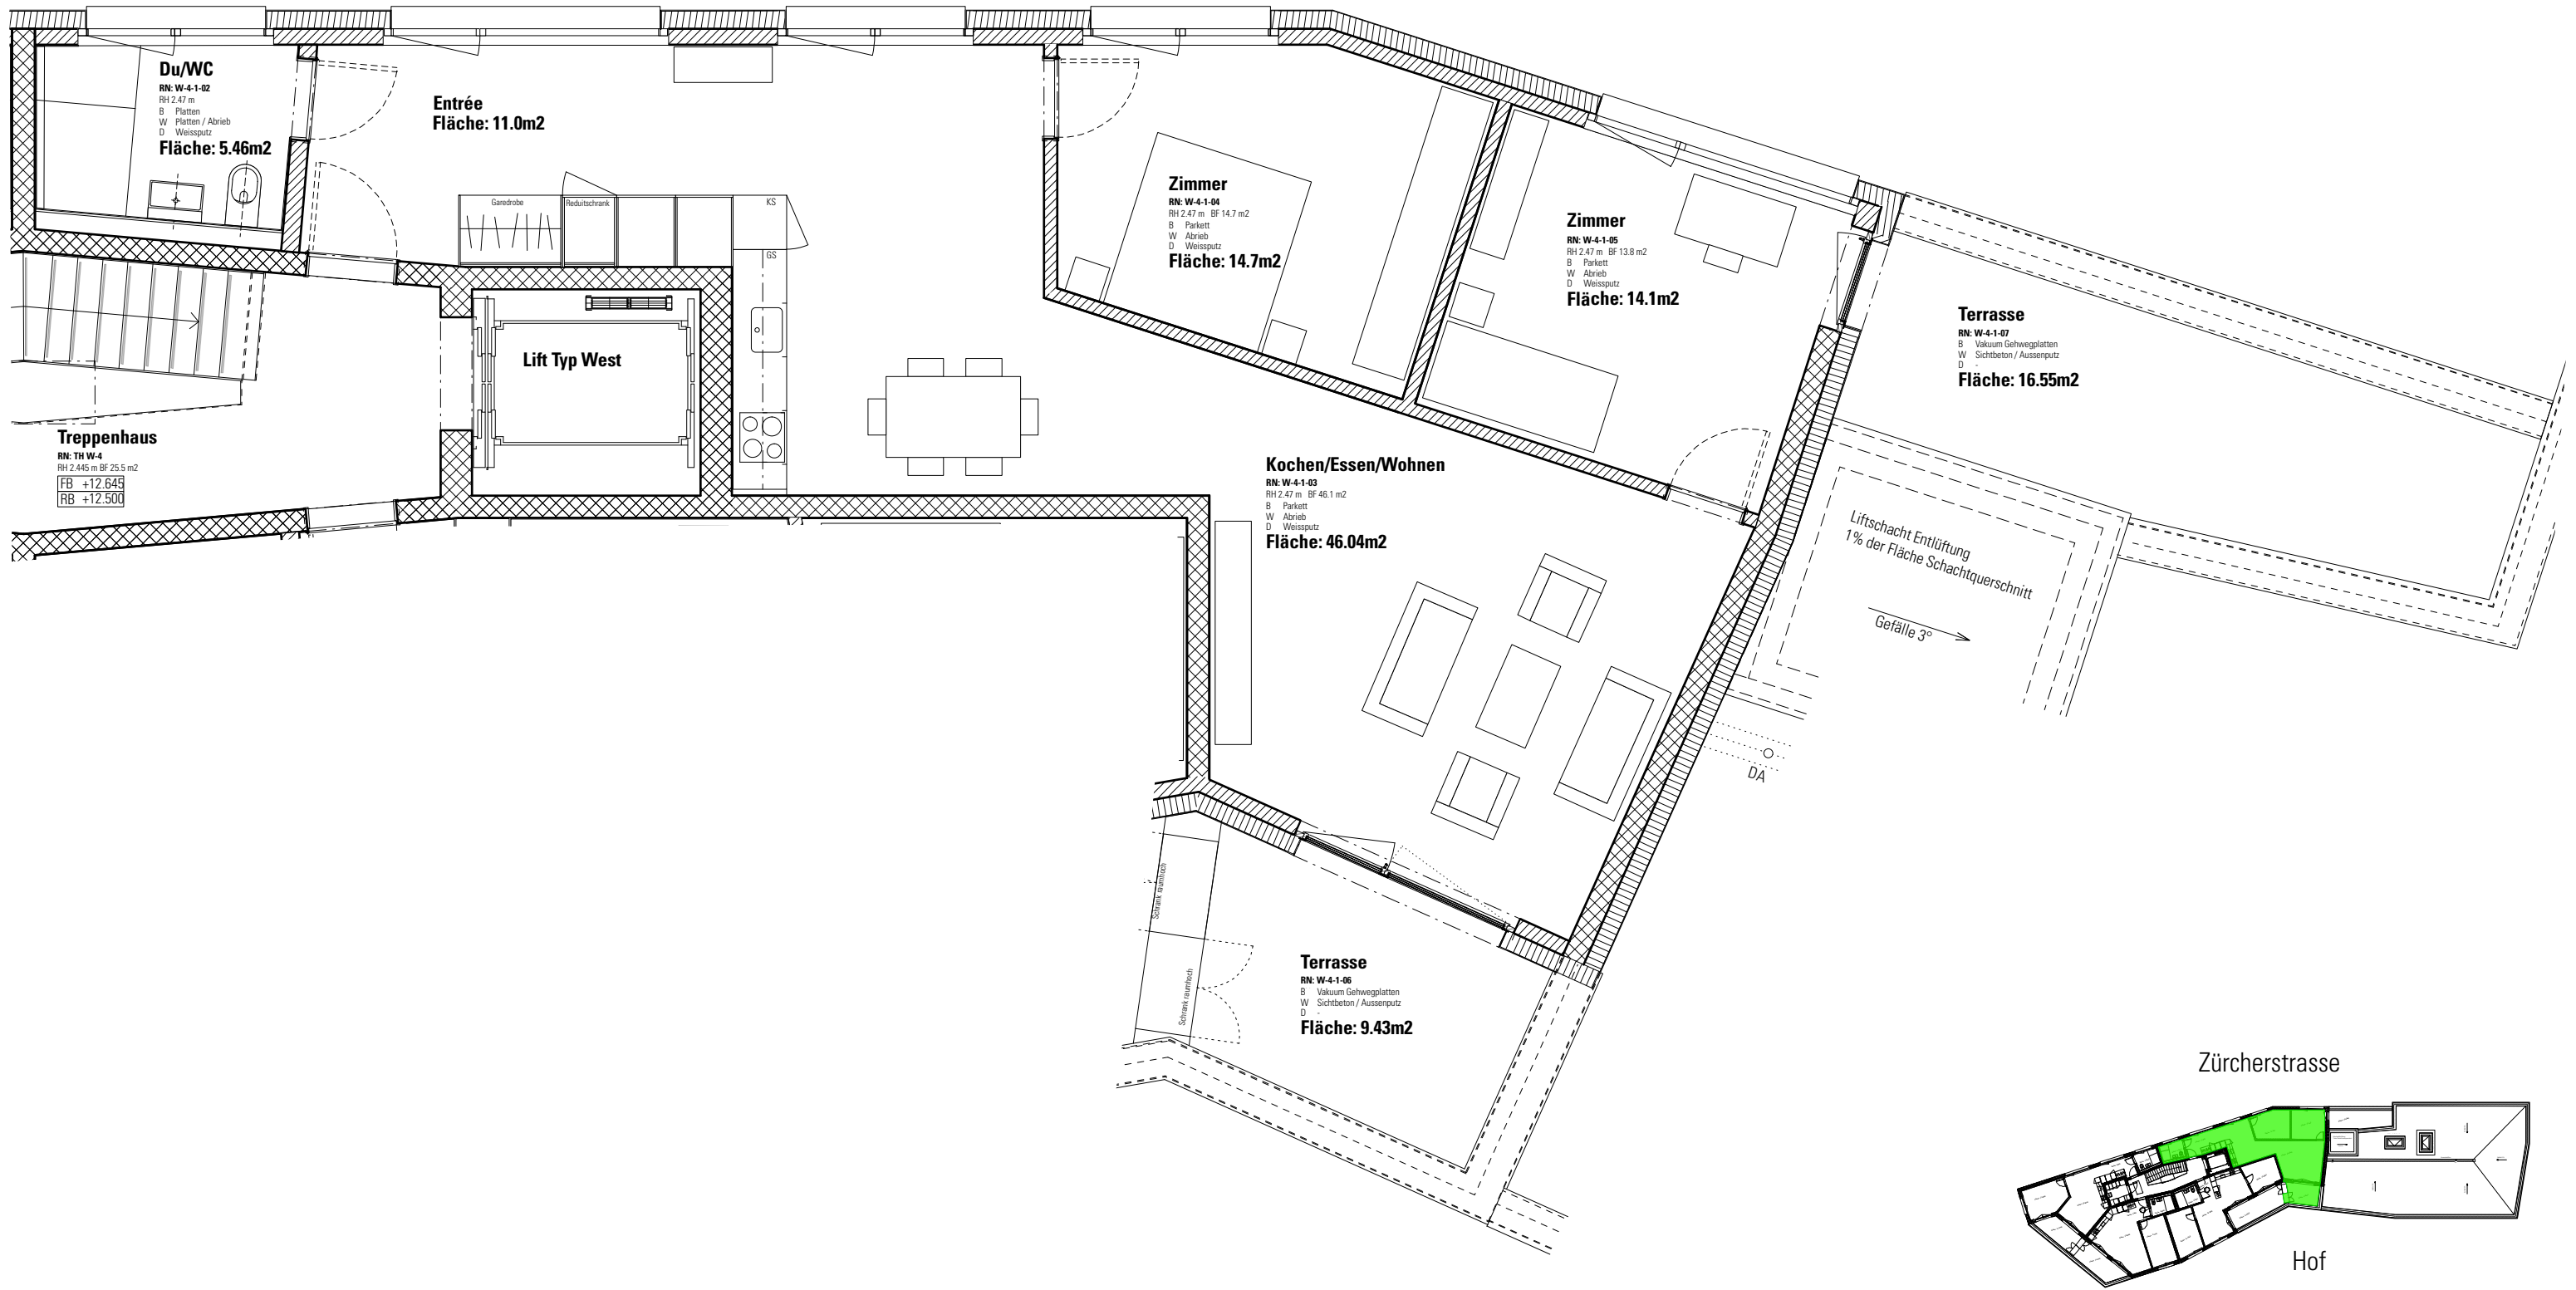 Du/WC
RN: W-4-1-02
RH 2.47 m
B Platten
W Platten / Abrieb
D Weissputz
Fläche: 5.46m2
Entrée
Fläche: 11.0m2
Garedrobe
Reduitschrank
KS
GS
Zimmer
RN: W-4-1-04
RH 2.47 m BF 14.7 m2
B Parkett
W Abrieb
D Weissputz
Fläche: 14.7m2
Zimmer
RN: W-4-1-05
RH 2.47 m BF 13.8 m2
B Parkett
W Abrieb
D Weissputz
Fläche: 14.1m2
Terrasse
RN: W-4-1-07
B Vakuum Gehwegplatten
W Sichtbeton / Aussenputz
D -
Fläche: 16.55m2
Lift Typ West
Treppenhaus
RN: TH W-4
RH 2.445 m BF 25.5 m2
FB +12.645
RB +12.500
Kochen/Essen/Wohnen
RN: W-4-1-03
RH 2.47 m BF 46.1 m2
B Parkett
W Abrieb
D Weissputz
Fläche: 46.04m2
Liftschacht Entlüftung
1% der Fläche Schachtquerschnitt
Gefälle 3°
DA
Schrank raumhoch
Schrank raumhoch
Terrasse
RN: W-4-1-06
B Vakuum Gehwegplatten
W Sichtbeton / Aussenputz
D -
Fläche: 9.43m2
Zürcherstrasse
Hof